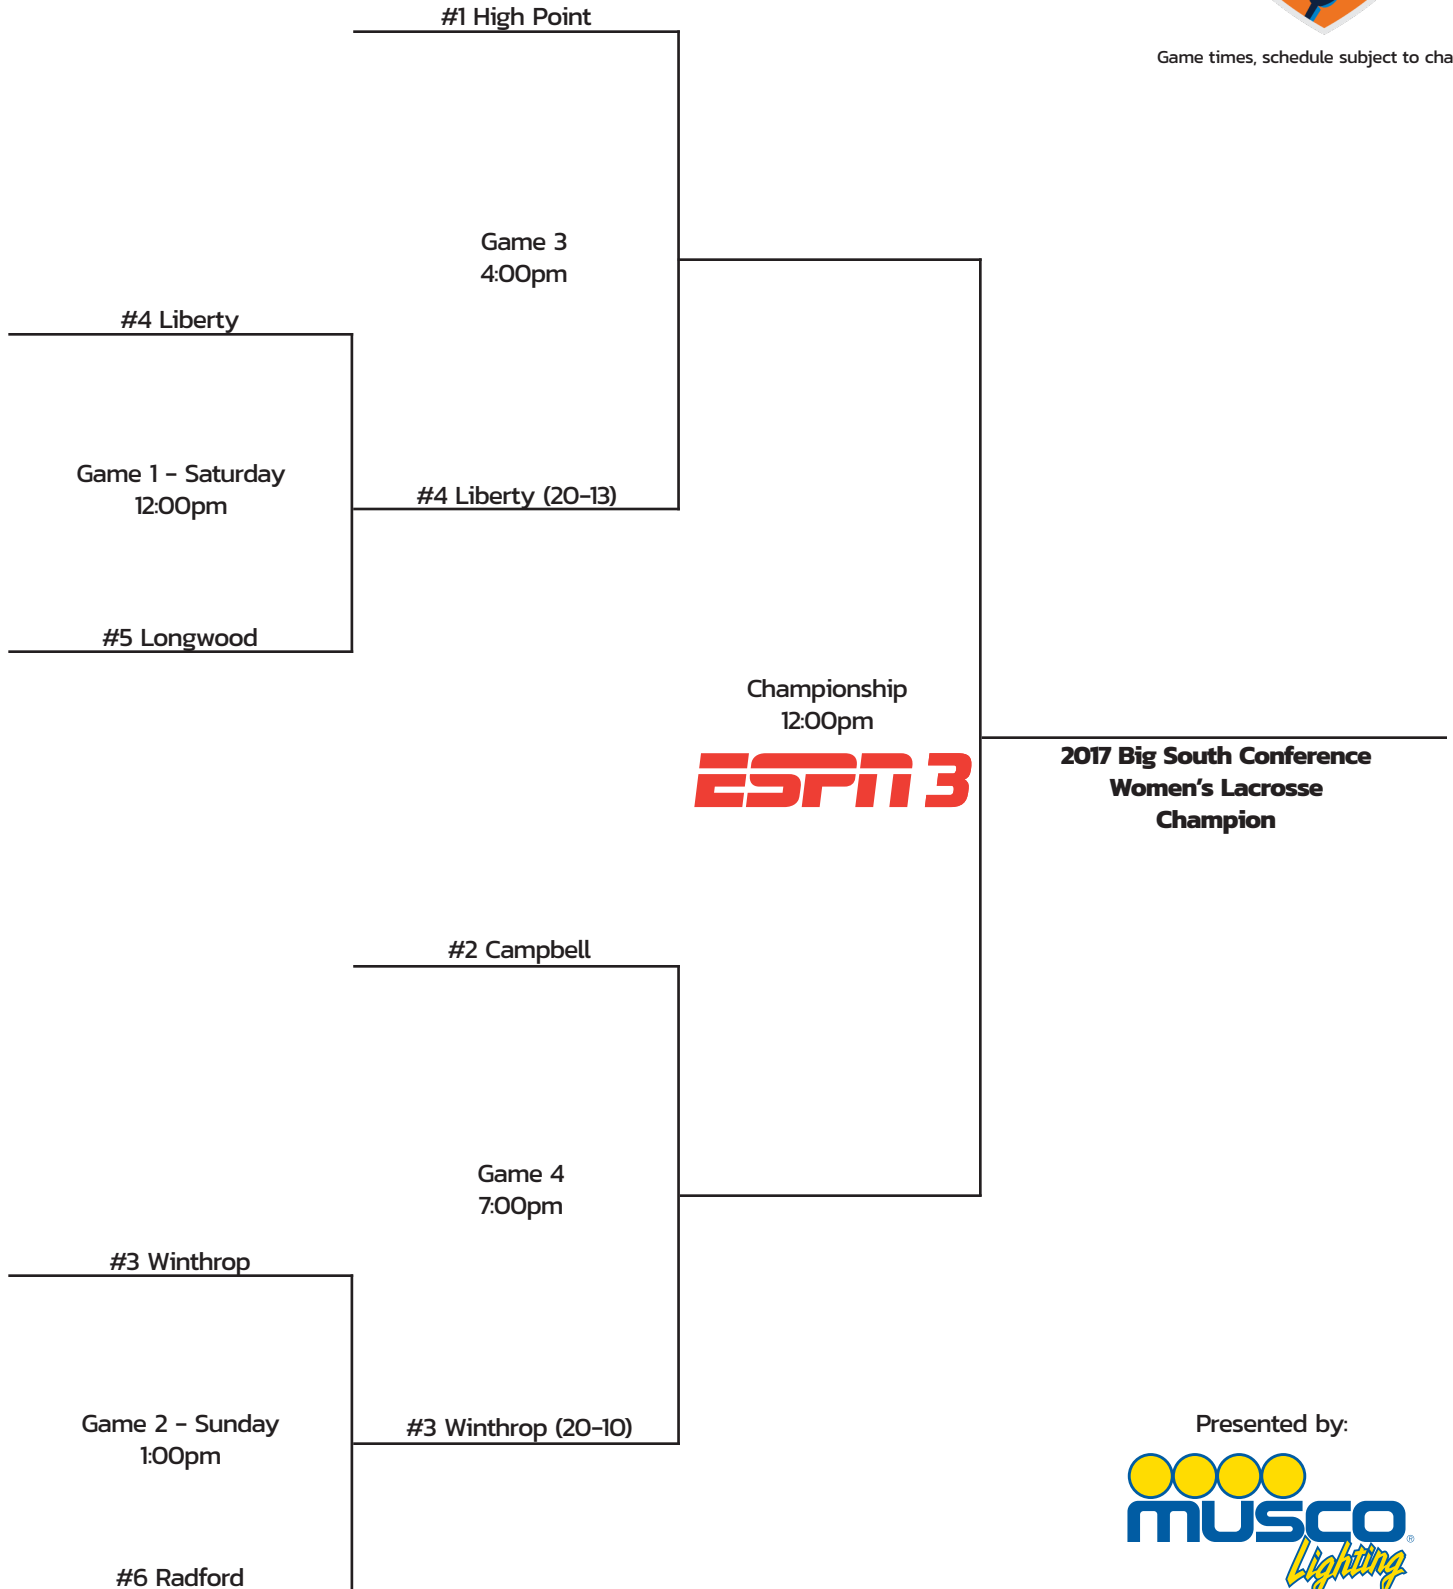 #1 High Point
Game times, schedule subject to cha
Game 3
4:00pm
#4 Liberty
Game 1 - Saturday
12:00pm
#4 Liberty (20-13)
#5 Longwood
Championship
12:00pm
ESPN 3
2017 Big South Conference
Women's Lacrosse
Champion
#2 Campbell
Game 4
7:00pm
#3 Winthrop
Game 2 - Sunday
1:00pm
#3 Winthrop (20-10)
Presented by:
musco®
Lighting
#6 Radford